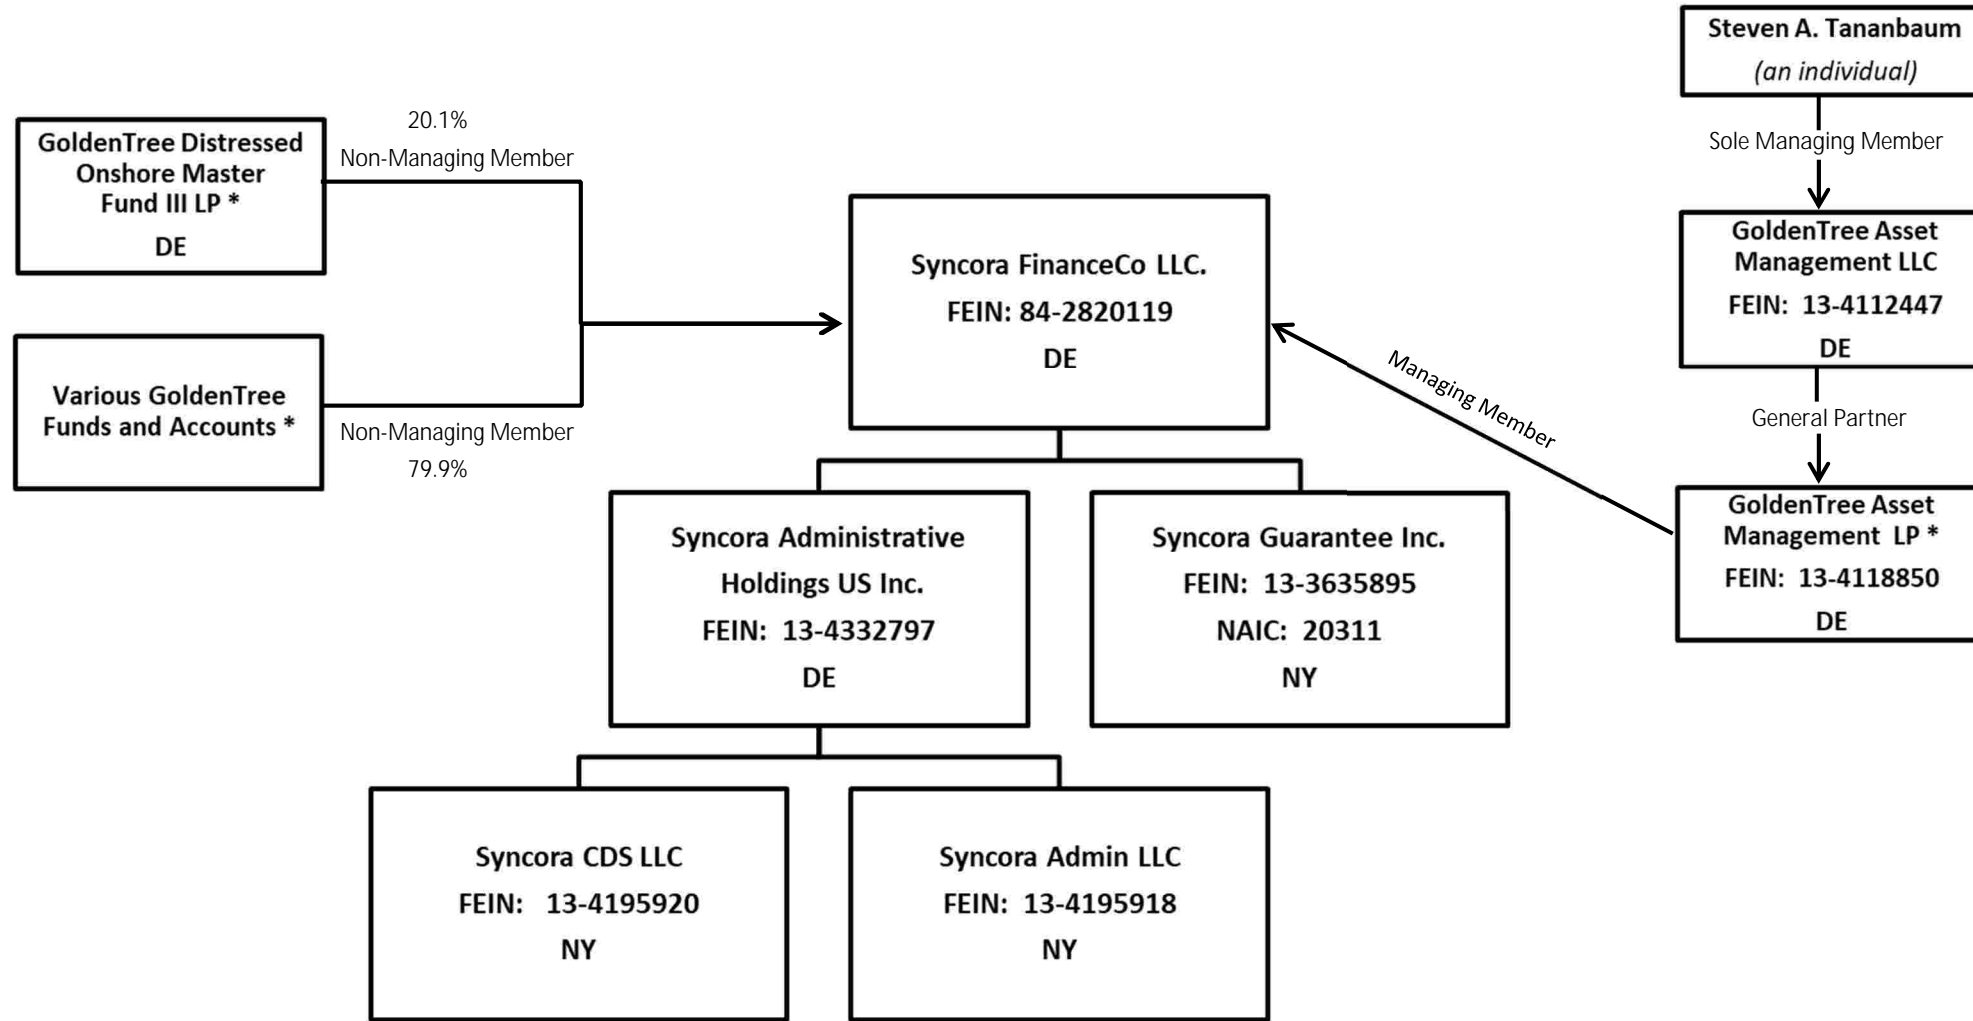 Steven A. Tananbaum
(an individual)
Sole Managing Member
GoldenTree Asset
Management LLC
FEIN: 13-4112447
DE
General Partner
GoldenTree Asset
Management LP *
FEIN: 13-4118850
DE
Managing Member
GoldenTree Distressed
Onshore Master
Fund III LP *
DE
20.1%
Non-Managing Member
Various GoldenTree
Funds and Accounts *
Non-Managing Member
79.9%
Syncora FinanceCo LLC.
FEIN: 84-2820119
DE
Syncora Administrative
Holdings US Inc.
FEIN: 13-4332797
DE
Syncora Guarantee Inc.
FEIN: 13-3635895
NAIC: 20311
NY
Syncora CDS LLC
FEIN: 13-4195920
NY
Syncora Admin LLC
FEIN: 13-4195918
NY